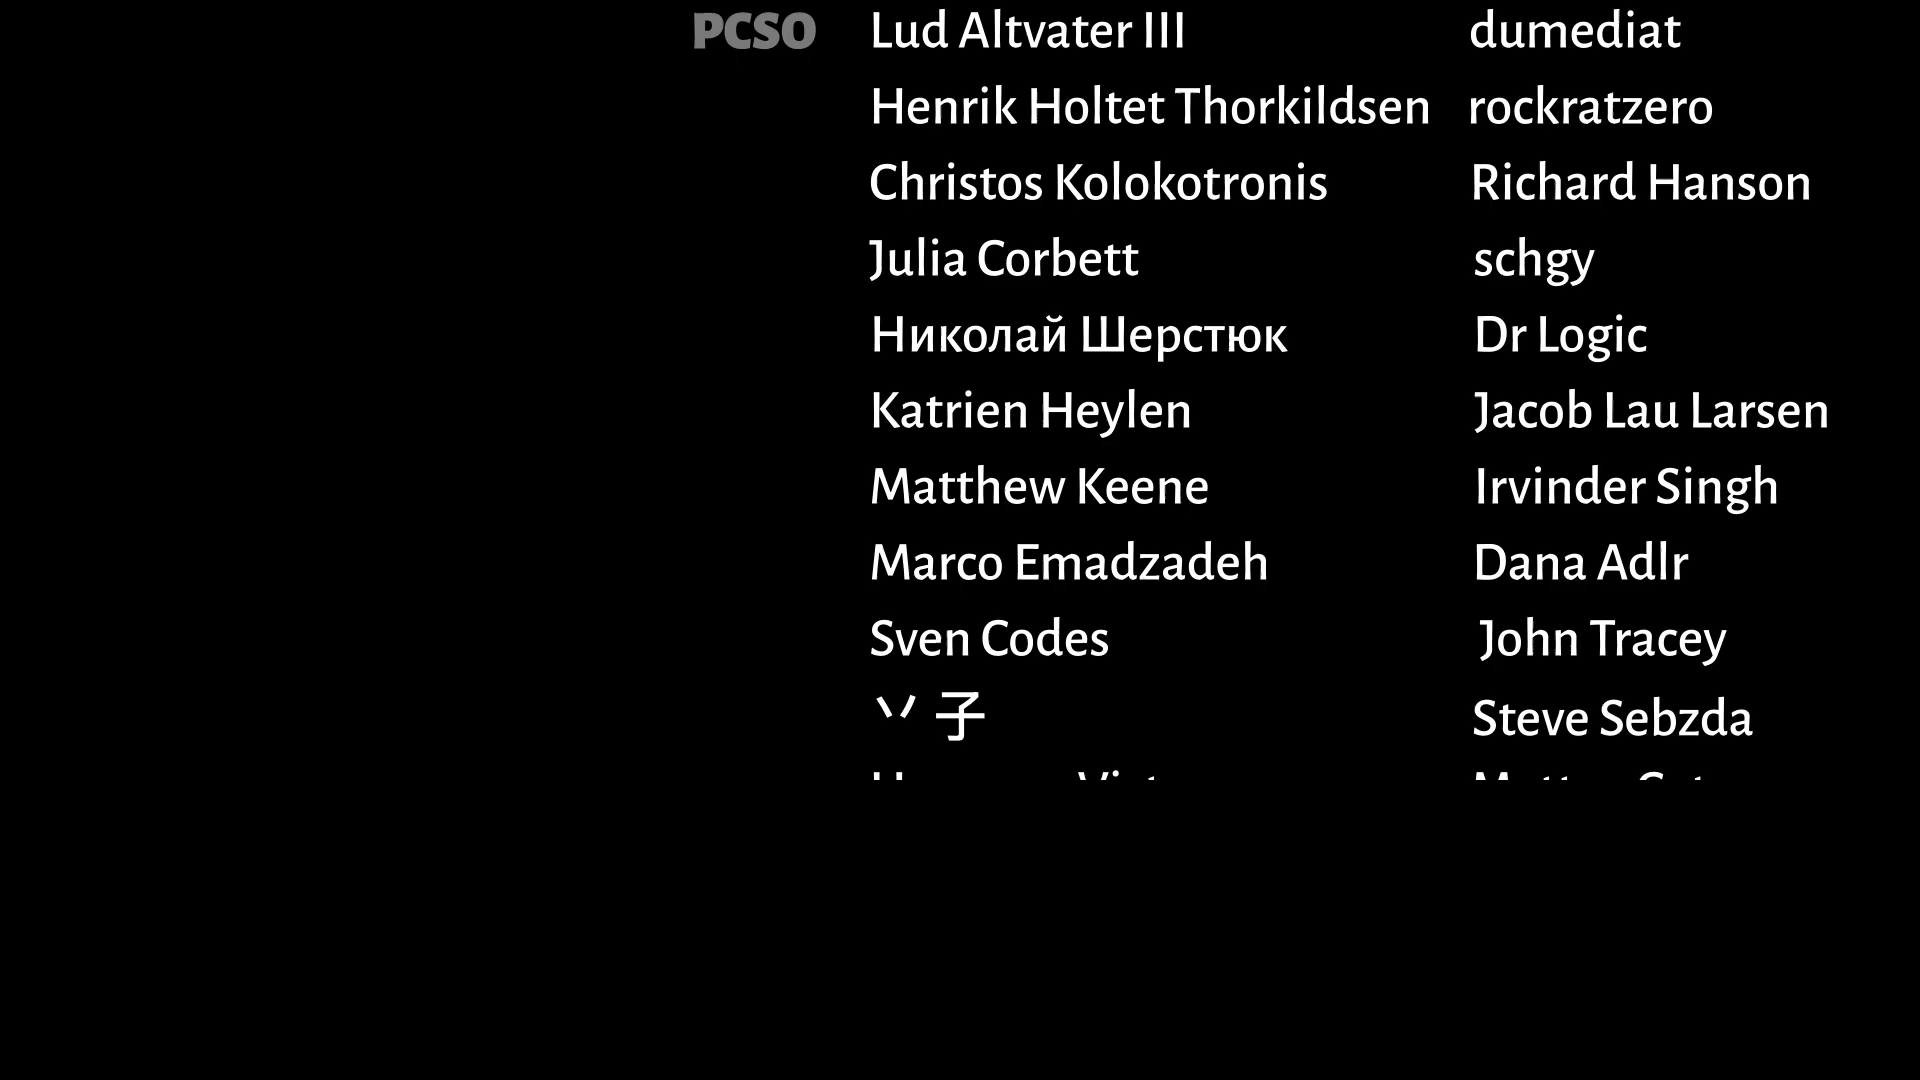 PCSO Lud Altvater III dumediat
Henrik Holtet Thorkildsen rockratzero
Christos Kolokotronis Richard Hanson
Julia Corbett schgy
Николай Шерстюк Dr Logic
Katrien Heylen Jacob Lau Larsen
Matthew Keene Irvinder Singh
Marco Emadzadeh Dana Adlr
Sven Codes John Tracey
丷 子 Steve Sebzda